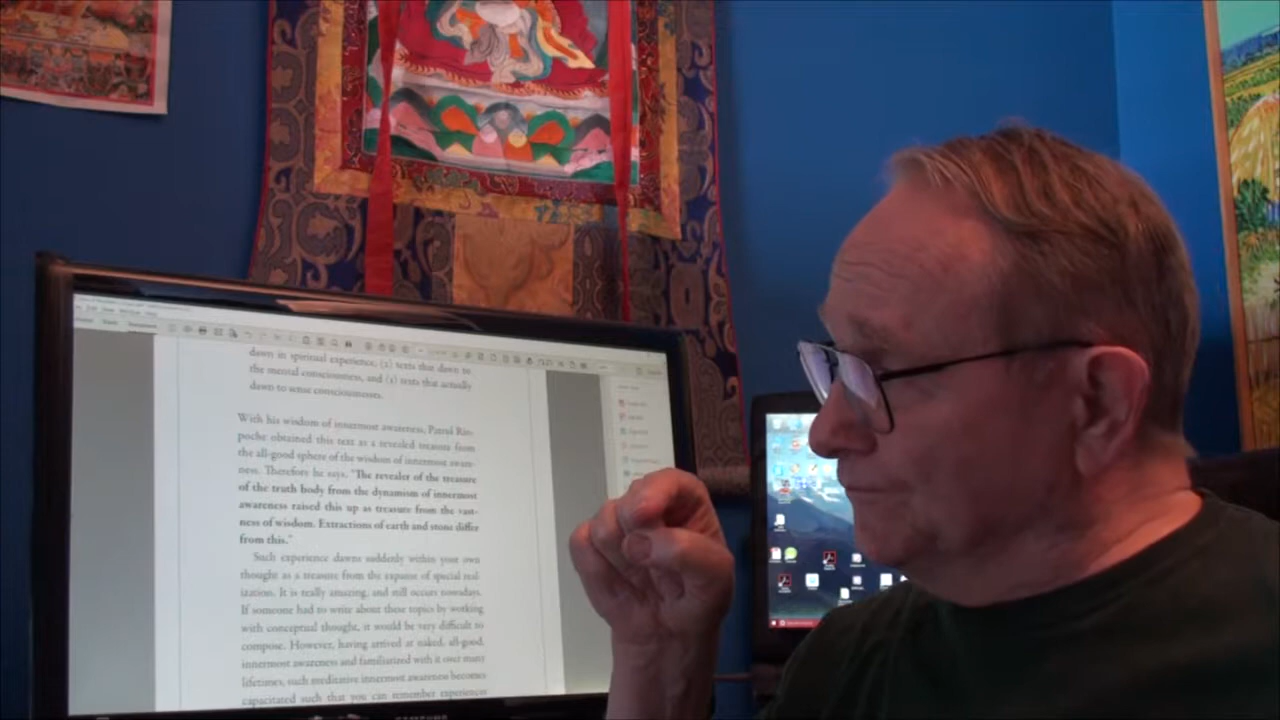 dawn in spiritual experience, (2) texts that dawn to
the mental consciousness, and (3) texts that actually
dawn to sense consciousnesses.
With his wisdom of innermost awareness, Patrul Rin-
poche obtained this text as a revealed treasure from
the all-good sphere of the wisdom of innermost aware-
ness. Therefore he says, "The revealer of the treasure
of the truth body from the dynamism of innermost
awareness raised this up as treasure from the vast-
ness of wisdom. Extractions of earth and stone differ
from this."
Such experience dawns suddenly within your own
thought as a treasure from the expanse of special real-
ization. It is really amazing, and still occurs nowadays.
If someone had to write about these topics by working
with conceptual thought, it would be very difficult to
compose. However, having arrived at naked, all-good,
innermost awareness and familiarized with it over many
lifetimes, such meditative innermost awareness becomes
capacitated such that you can remember experiences
SAMSUNG